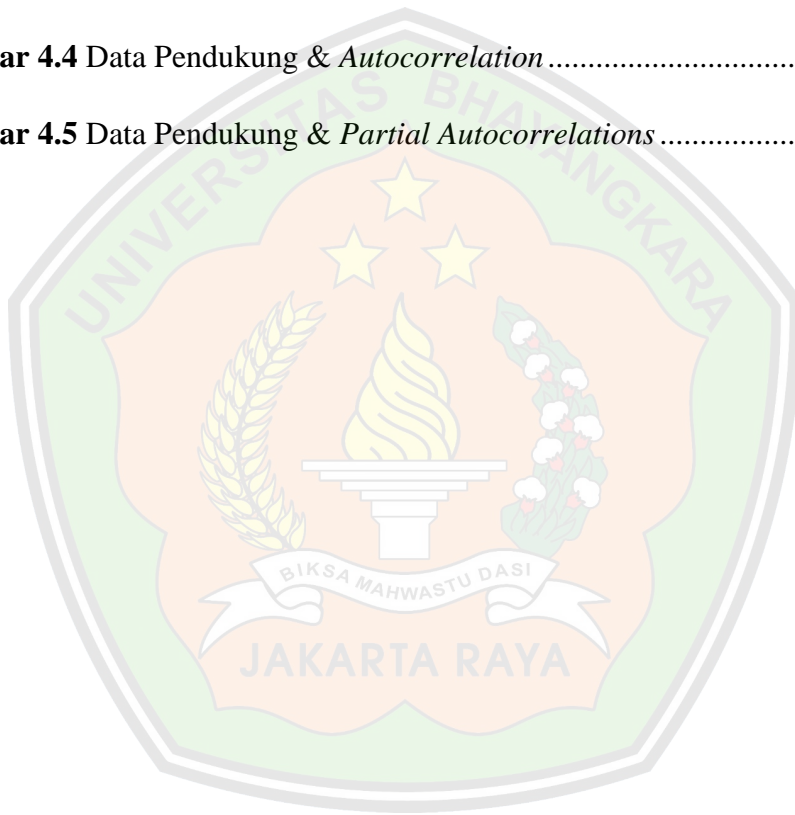 ar 4.4 Data Pendukung & Autocorrelation ...............................
ar 4.5 Data Pendukung & Partial Autocorrelations .................
UNIVERSITAS BHAYANGKARA
BIKSA MAHWASTU DASI
JAKARTA RAYA